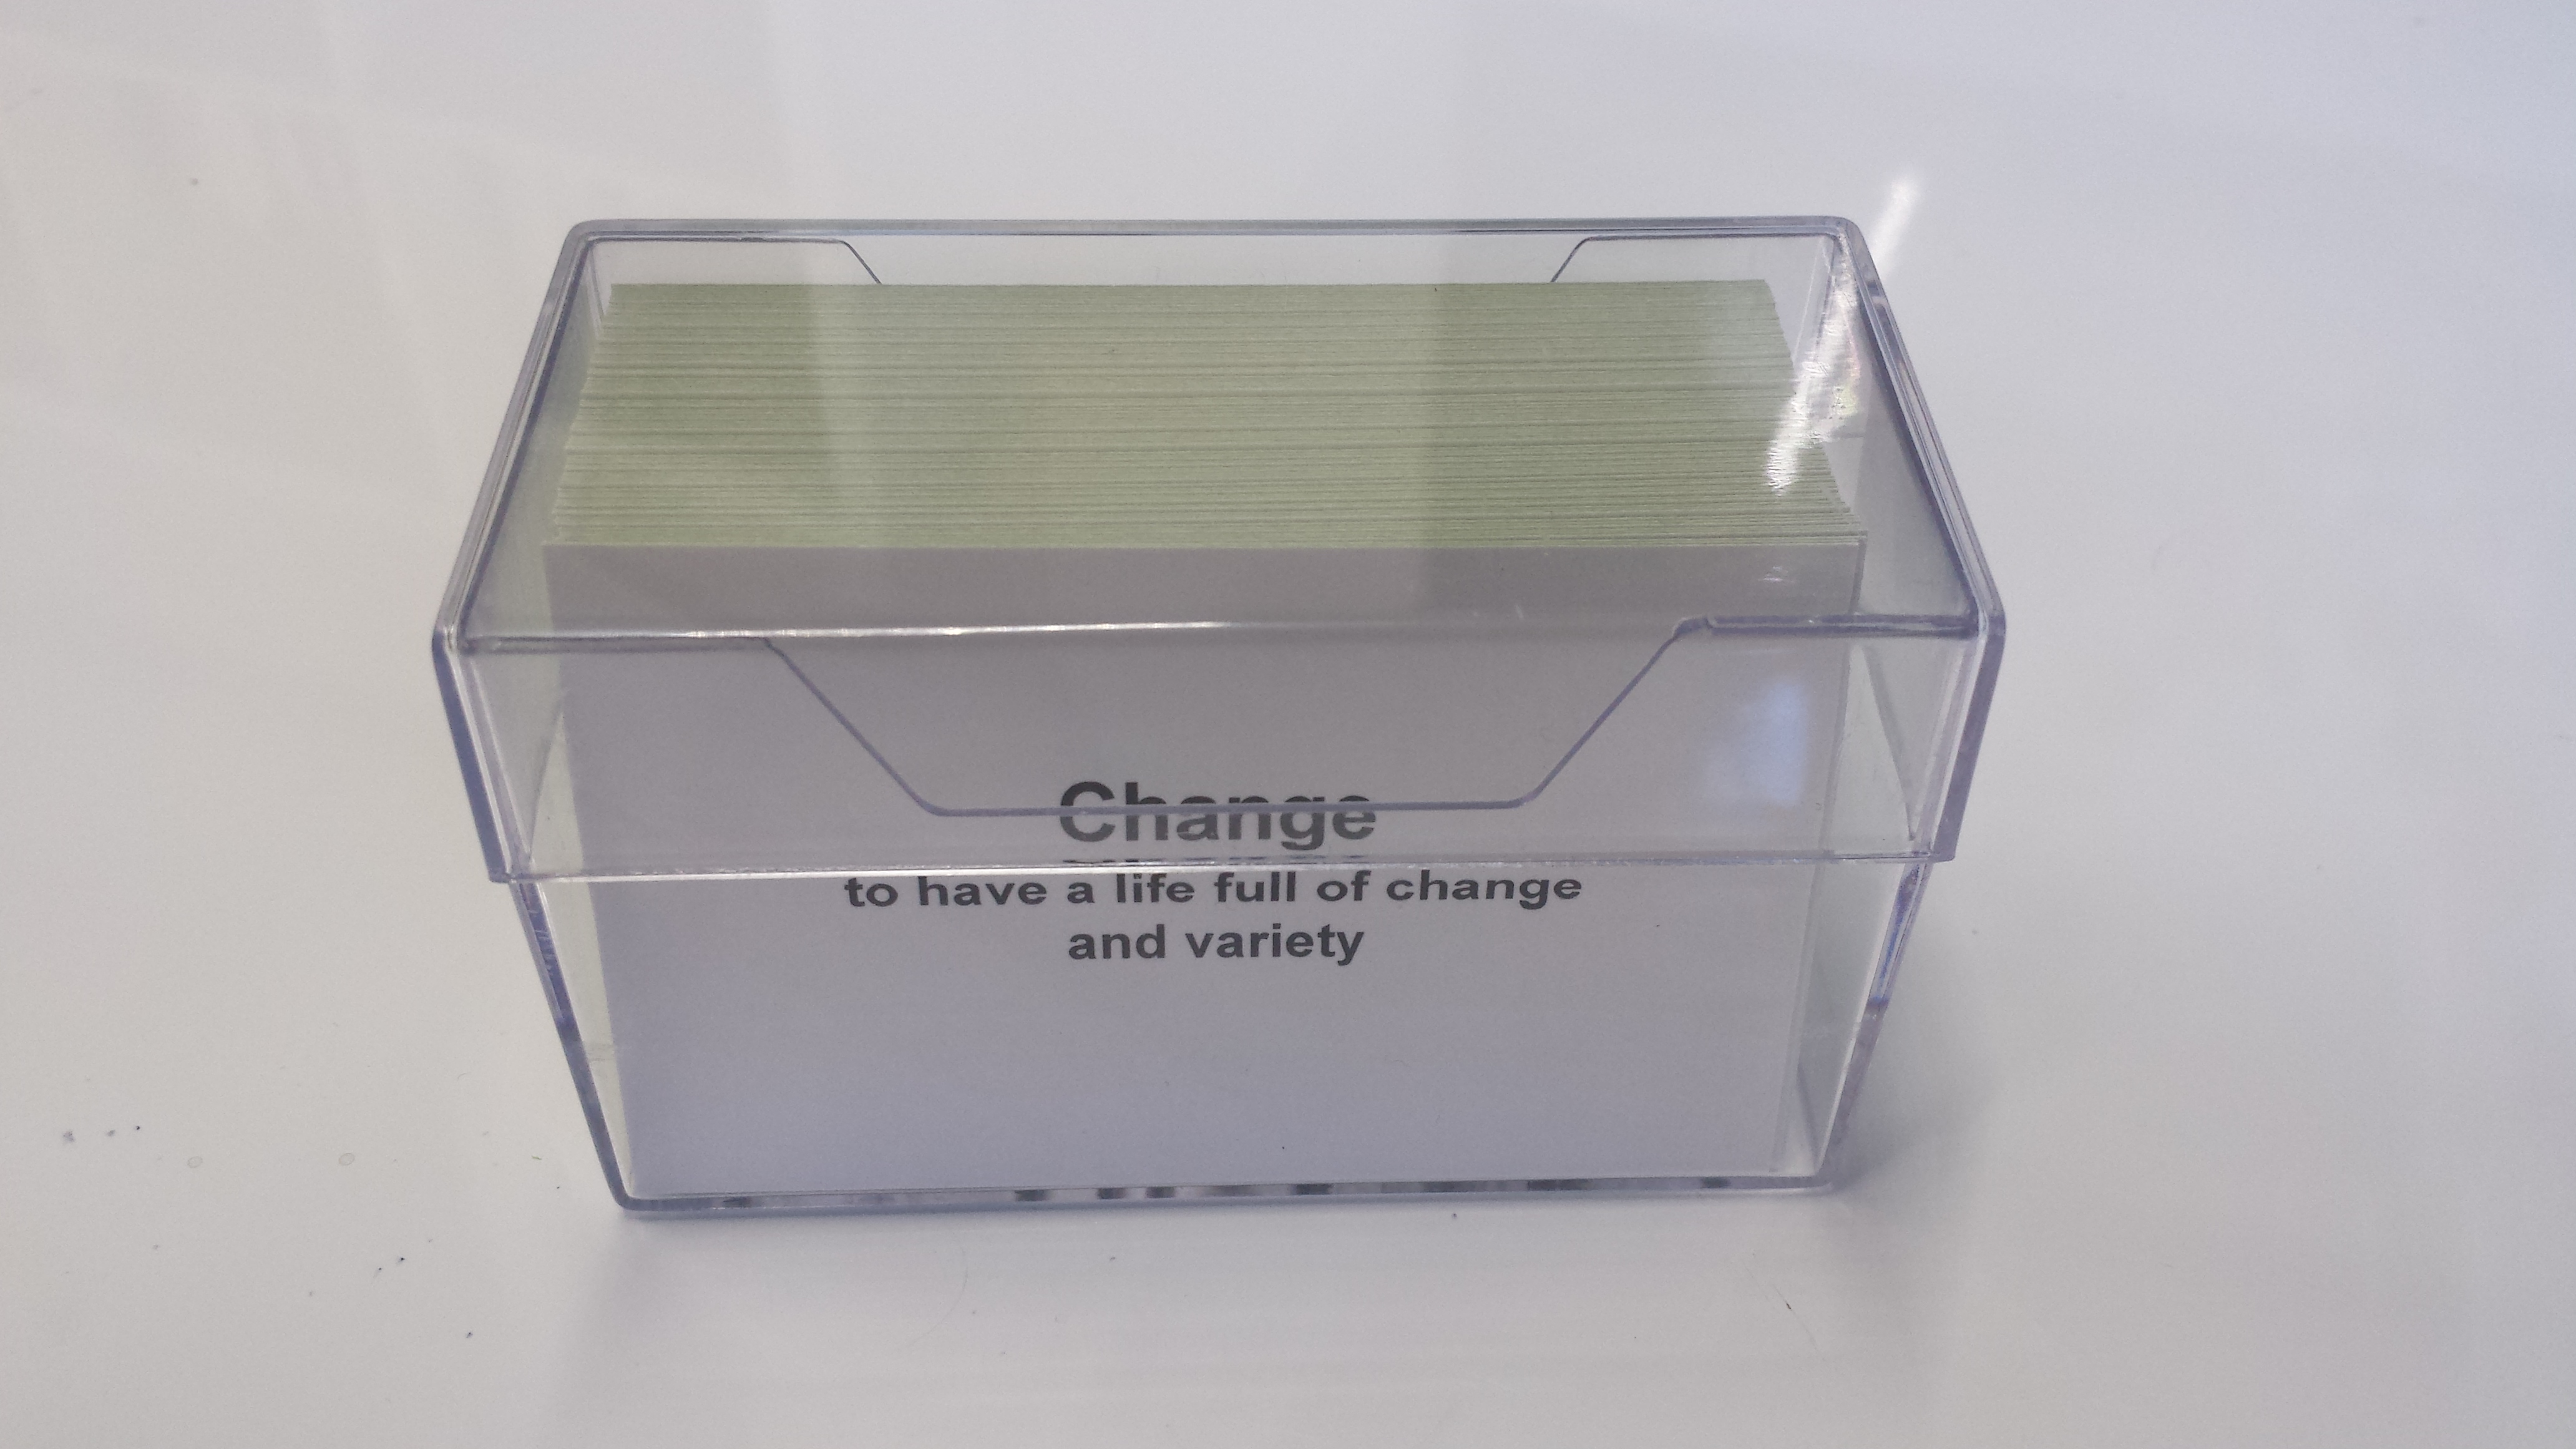 Change
to have a life full of change
and variety